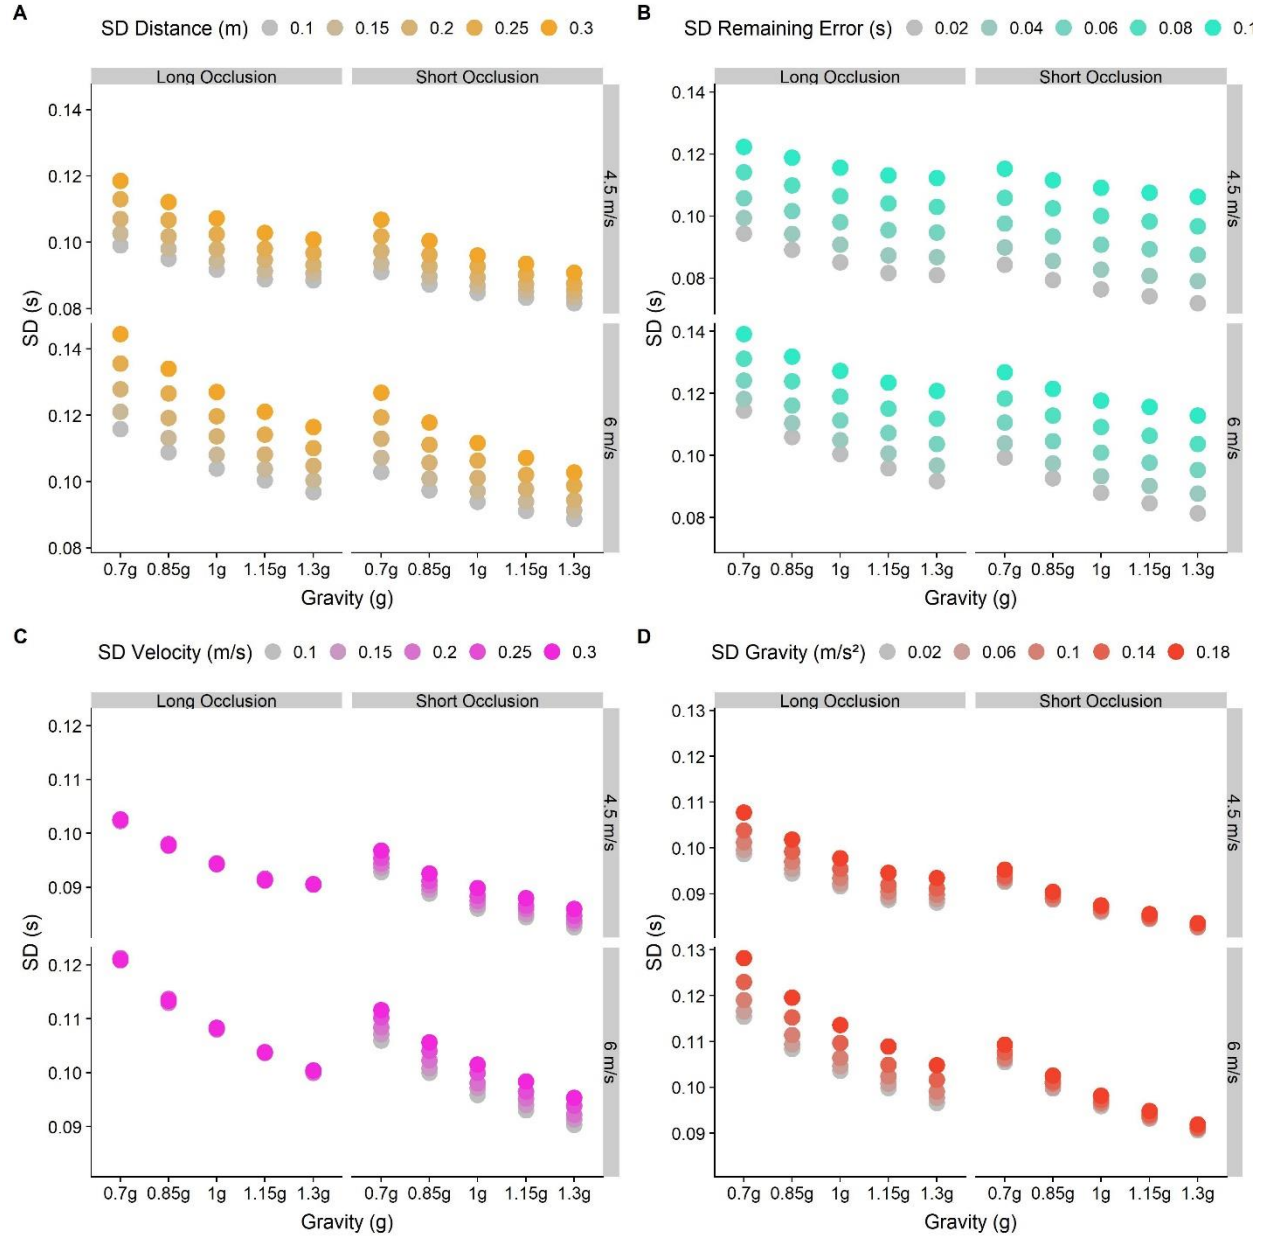 A
SD Distance (m) 0.1 0.15 0.2 0.25 0.3
Long Occlusion Short Occlusion
0.14
0.12
0.10
0.08
4.5 m/s
SD (s)
0.14
0.12
0.10
0.08
6 m/s
0.7g 0.85g 1g 1.15g 1.3g 0.7g 0.85g 1g 1.15g 1.3g
Gravity (g)
B
SD Remaining Error (s) 0.02 0.04 0.06 0.08 0.1
Long Occlusion Short Occlusion
0.14
0.12
0.10
0.08
4.5 m/s
SD (s)
0.14
0.12
0.10
0.08
6 m/s
0.7g 0.85g 1g 1.15g 1.3g 0.7g 0.85g 1g 1.15g 1.3g
Gravity (g)
C
SD Velocity (m/s) 0.1 0.15 0.2 0.25 0.3
Long Occlusion Short Occlusion
0.12
0.11
0.10
0.09
4.5 m/s
SD (s)
0.12
0.11
0.10
0.09
6 m/s
0.7g 0.85g 1g 1.15g 1.3g 0.7g 0.85g 1g 1.15g 1.3g
Gravity (g)
D
SD Gravity (m/s²) 0.02 0.06 0.1 0.14 0.18
Long Occlusion Short Occlusion
0.13
0.12
0.11
0.10
0.09
4.5 m/s
SD (s)
0.13
0.12
0.11
0.10
0.09
6 m/s
0.7g 0.85g 1g 1.15g 1.3g 0.7g 0.85g 1g 1.15g 1.3g
Gravity (g)